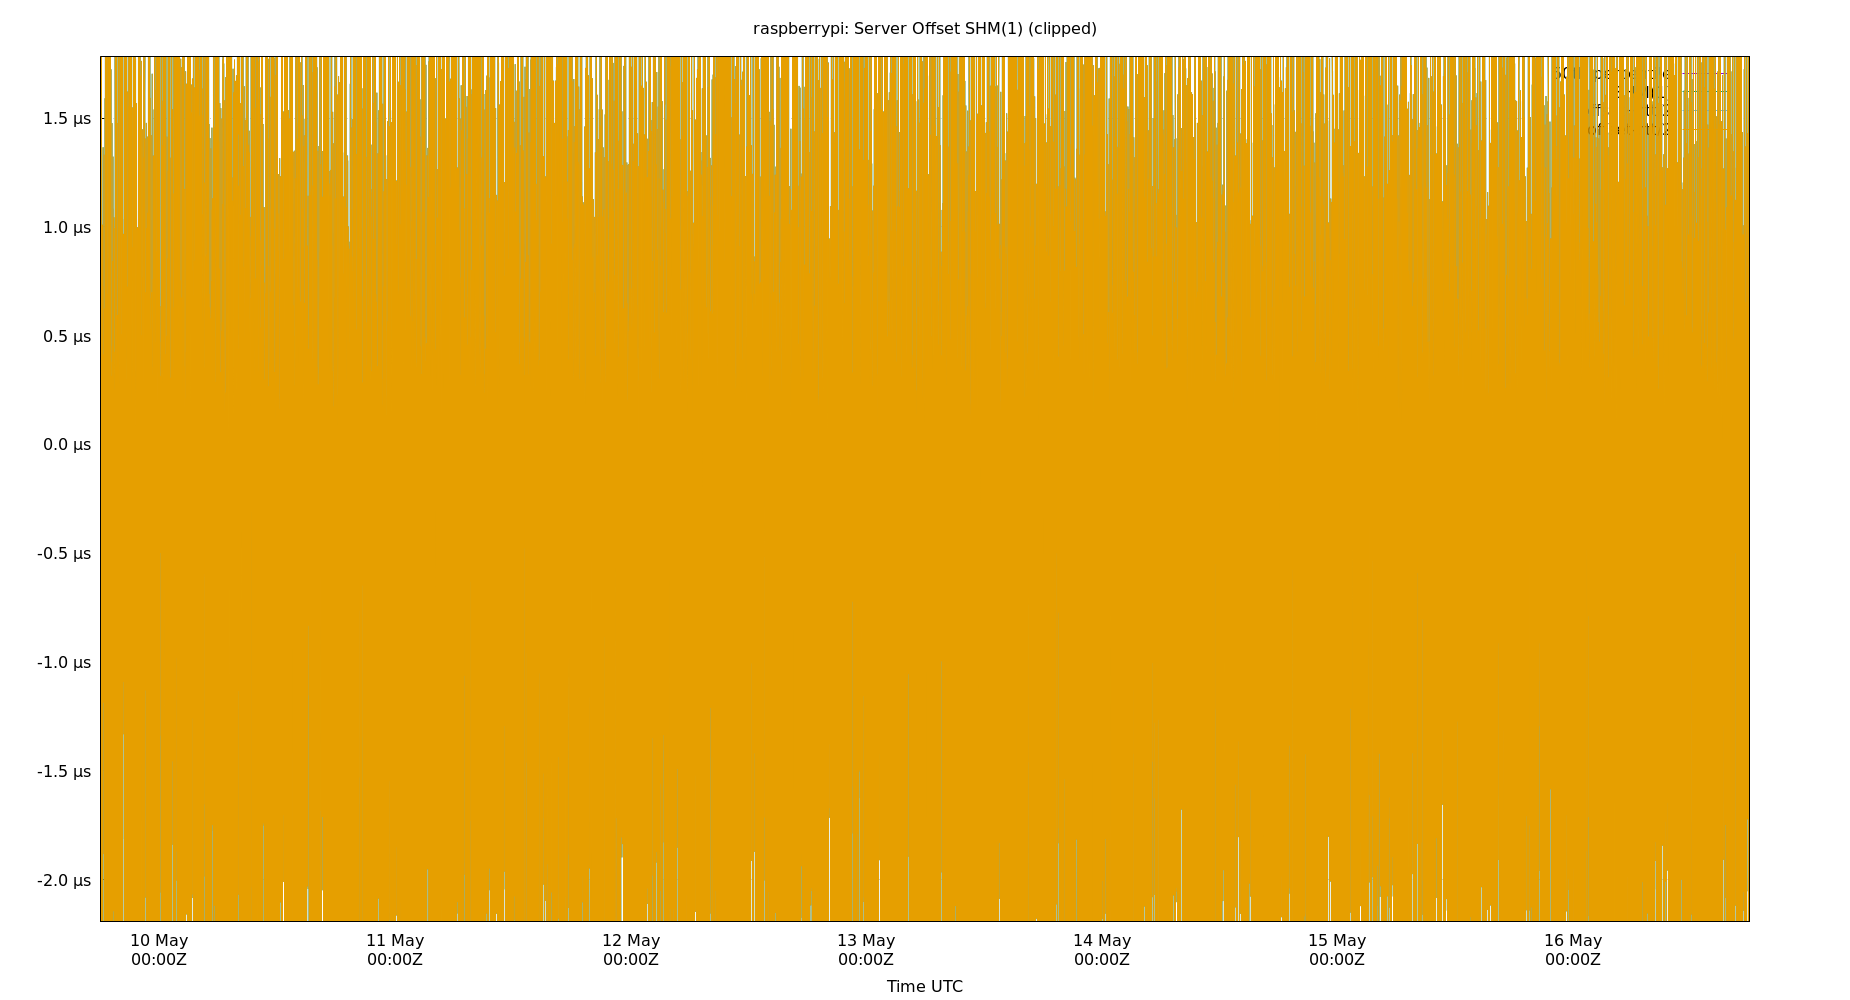 raspberrypi: Server Offset SHM(1) (clipped)
1.5 µs
1.0 µs
0.5 µs
0.0 µs
-0.5 µs
-1.0 µs
-1.5 µs
-2.0 µs
10 May 11 May 12 May 13 May 14 May 15 May 16 May
00:00Z 00:00Z 00:00Z 00:00Z 00:00Z 00:00Z 00:00Z
Time UTC